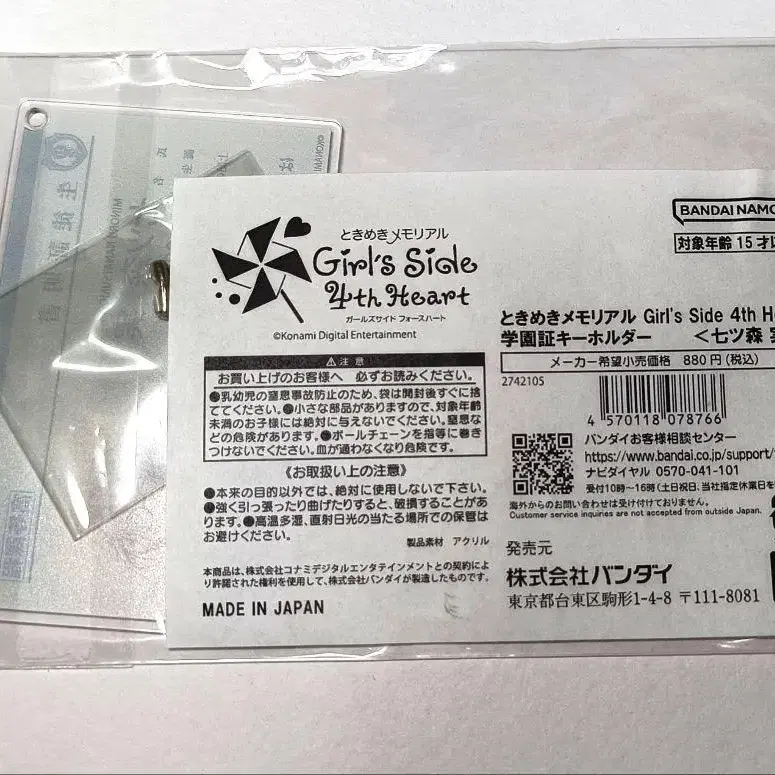 ときめきメモリアル
Girl's Side
4th Heart
ガールズサイド フォースハート
©Konami Digital Entertainment
⚠ 注 意
お買い上げのお客様へ 必ずお読みください。
●乳幼児の窒息事故防止のため、袋は開封後すぐに捨
ててください。●小さな部品がありますので、対象年齢
未満のお子様には絶対に与えないでください。窒息な
どの危険があります。●ボールチェーンを指等に巻き
つけないでください。血が通わなくなり危険です。
《お取扱い上の注意》
●本来の目的以外では、絶対に使用しないで下さい。
●強く引っ張ったり曲げたりすると、破損することがあ
ります。●高温多湿、直射日光の当たる場所での保管は
お避けください。
製品素材 アクリル
本商品は、株式会社コナミデジタルエンタテインメントとの契約によ
り許諾された権利を使用して、株式会社バンダイが製造したものです。
MADE IN JAPAN
BANDAI NAMCO
対象年齢 15才
ときめきメモリアル Girl's Side 4th H
学園証キーホルダー <七ツ森
メーカー希望小売価格 880円(税込)
2742105
4 570118 078766
バンダイお客様相談センター
https://www.bandai.co.jp/support/
ナビダイヤル 0570-041-101
受付10時～16時(土日祝日、当社指定休業日を
海外からのお問い合わせは受け付けておりません。
Customer service inquiries are not accepted from outside Japan.
発売元
株式会社バンダイ
東京都台東区駒形1-4-8 〒111-8081